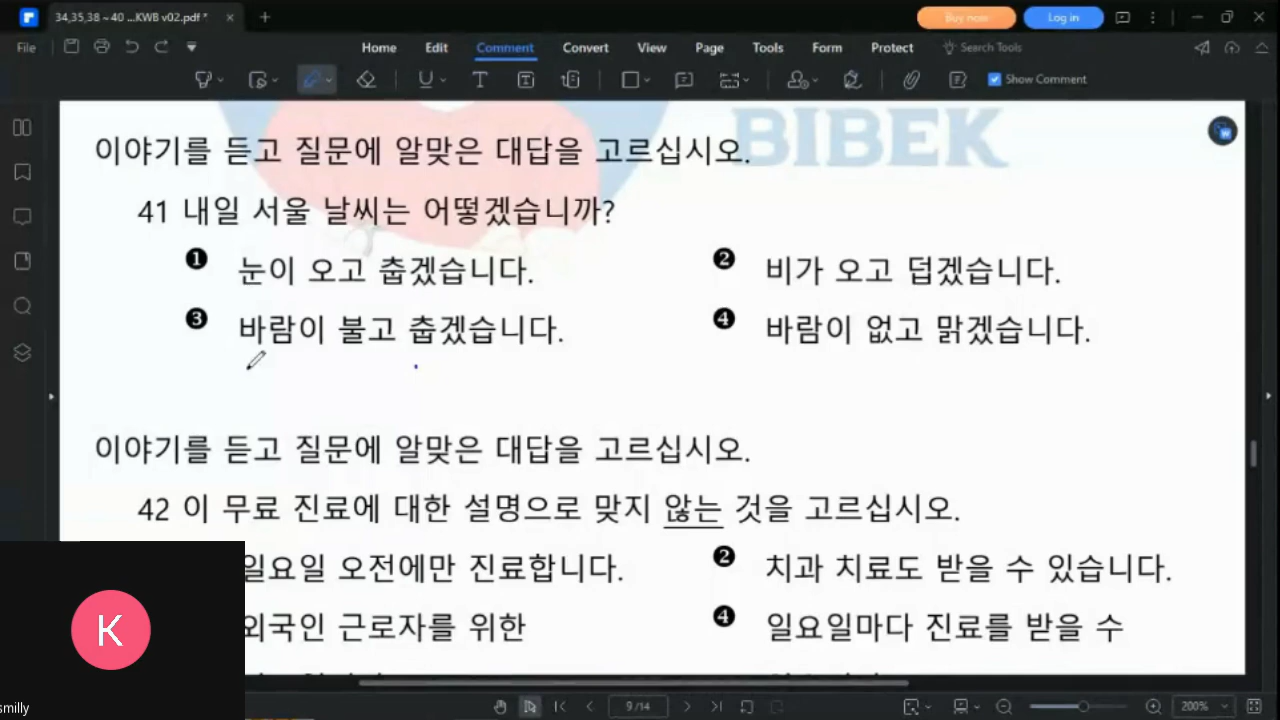 34,35,38 ~ 40 ...KWB v02.pdf *
Buy now
Log in
File
Home
Edit
Comment
Convert
View
Page
Tools
Form
Protect
Search Tools
Show Comment
BIBEK
이야기를 듣고 질문에 알맞은 대답을 고르십시오.
41 내일 서울 날씨는 어떻겠습니까?
❶ 눈이 오고 춥겠습니다.
❷ 비가 오고 덥겠습니다.
❸ 바람이 불고 춥겠습니다.
❹ 바람이 없고 맑겠습니다.
이야기를 듣고 질문에 알맞은 대답을 고르십시오.
42 이 무료 진료에 대한 설명으로 맞지 않는 것을 고르십시오.
일요일 오전에만 진료합니다.
❷ 치과 치료도 받을 수 있습니다.
외국인 근로자를 위한
❹ 일요일마다 진료를 받을 수
K
smilly
9 /14
200%